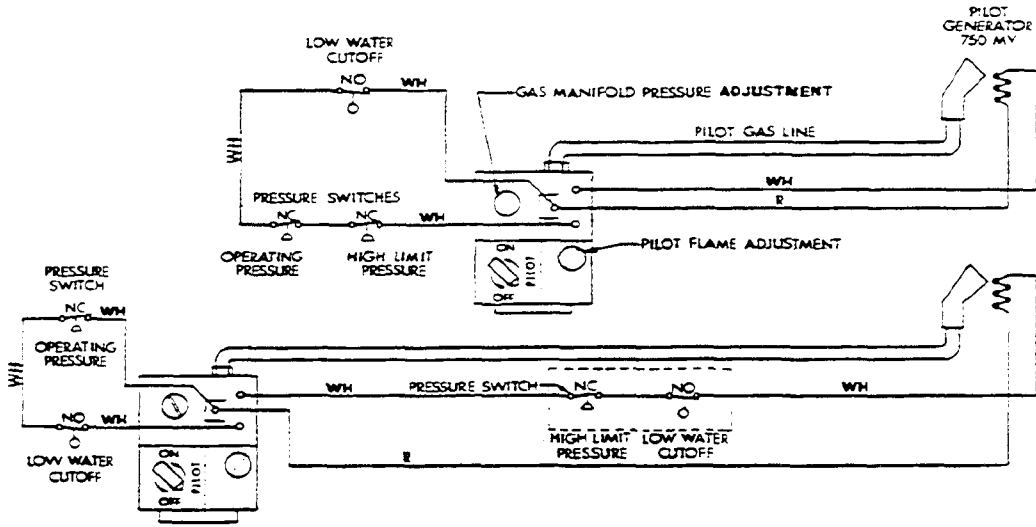 PILOT
GENERATOR
750 MV
LOW WATER
CUTOFF
NO
WH
GAS MANIFOLD PRESSURE ADJUSTMENT
PILOT GAS LINE
WH
WH
R
PRESSURE SWITCHES
NC
NC
WH
OPERATING
PRESSURE
HIGH LIMIT
PRESSURE
ON
PILOT
OFF
PILOT FLAME ADJUSTMENT
PRESSURE
SWITCH
NC
WH
OPERATING
PRESSURE
WH
NO
WH
LOW WATER
CUTOFF
ON
PILOT
OFF
WH
PRESSURE SWITCH
NC
NO
WH
HIGH LIMIT
PRESSURE
LOW WATER
CUTOFF
R